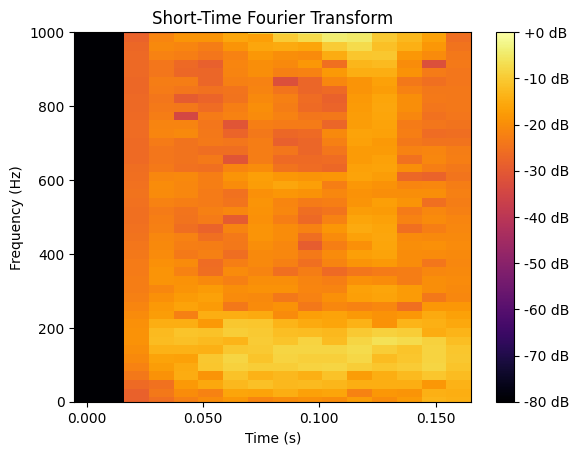 Short-Time Fourier Transform
1000
800
600
400
200
0
Frequency (Hz)
0.000
0.050
0.100
0.150
Time (s)
+0 dB
-10 dB
-20 dB
-30 dB
-40 dB
-50 dB
-60 dB
-70 dB
-80 dB